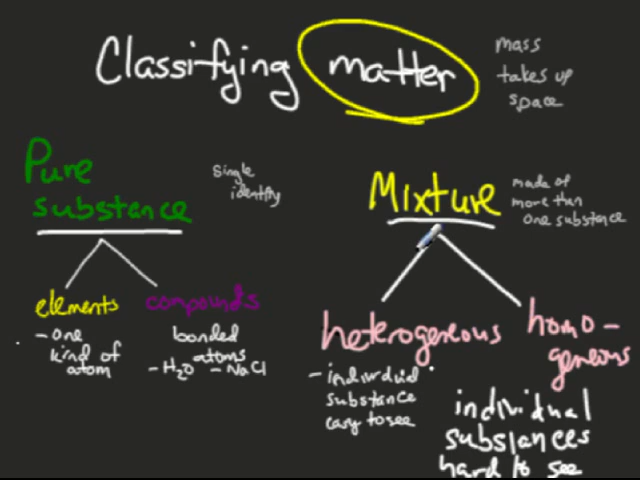 Classifying matter
mass
takes up
space
Pure
substance
single
identity
Mixture
made of
more than
one substance
elements
- one
kind of
atom
compounds
bonded
atoms
- H2O - NaCl
heterogeneous
- individual
substance
easy to see
homo-
geneous
individual
substances
hard to see